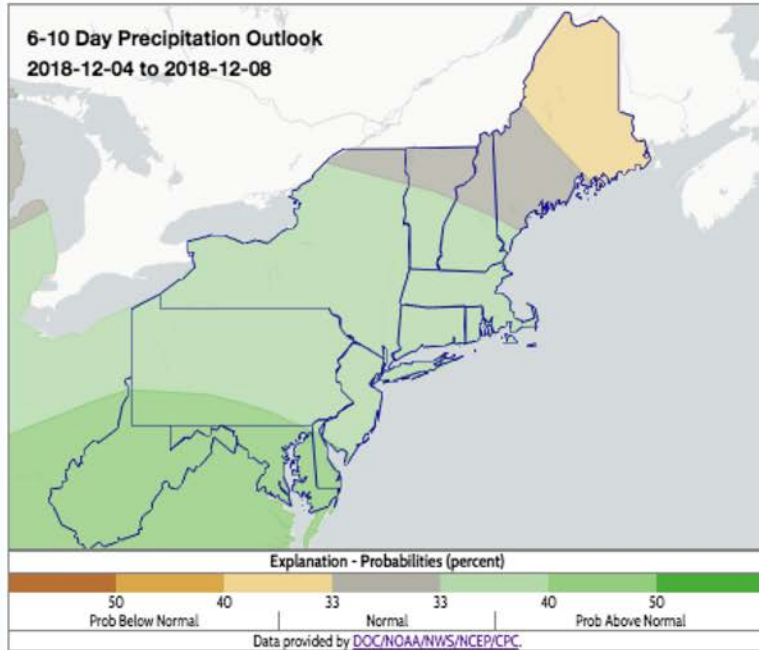 6-10 Day Precipitation Outlook
2018-12-04 to 2018-12-08
Explanation - Probabilities (percent)
50 40 33 33 40 50
Prob Below Normal | Normal | Prob Above Normal
Data provided by DOC/NOAA/NWS/NCEP/CPC.